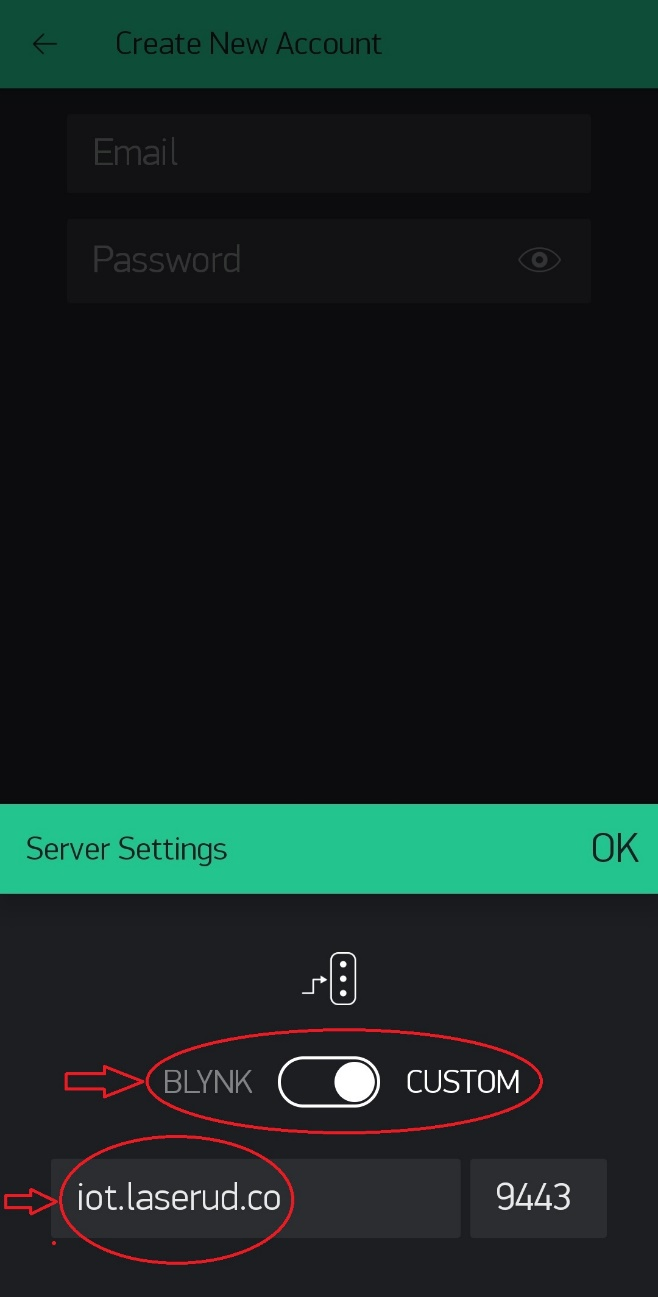 Create New Account
Email
Password
Server Settings OK
BLYNK CUSTOM
iot.laserud.co 9443